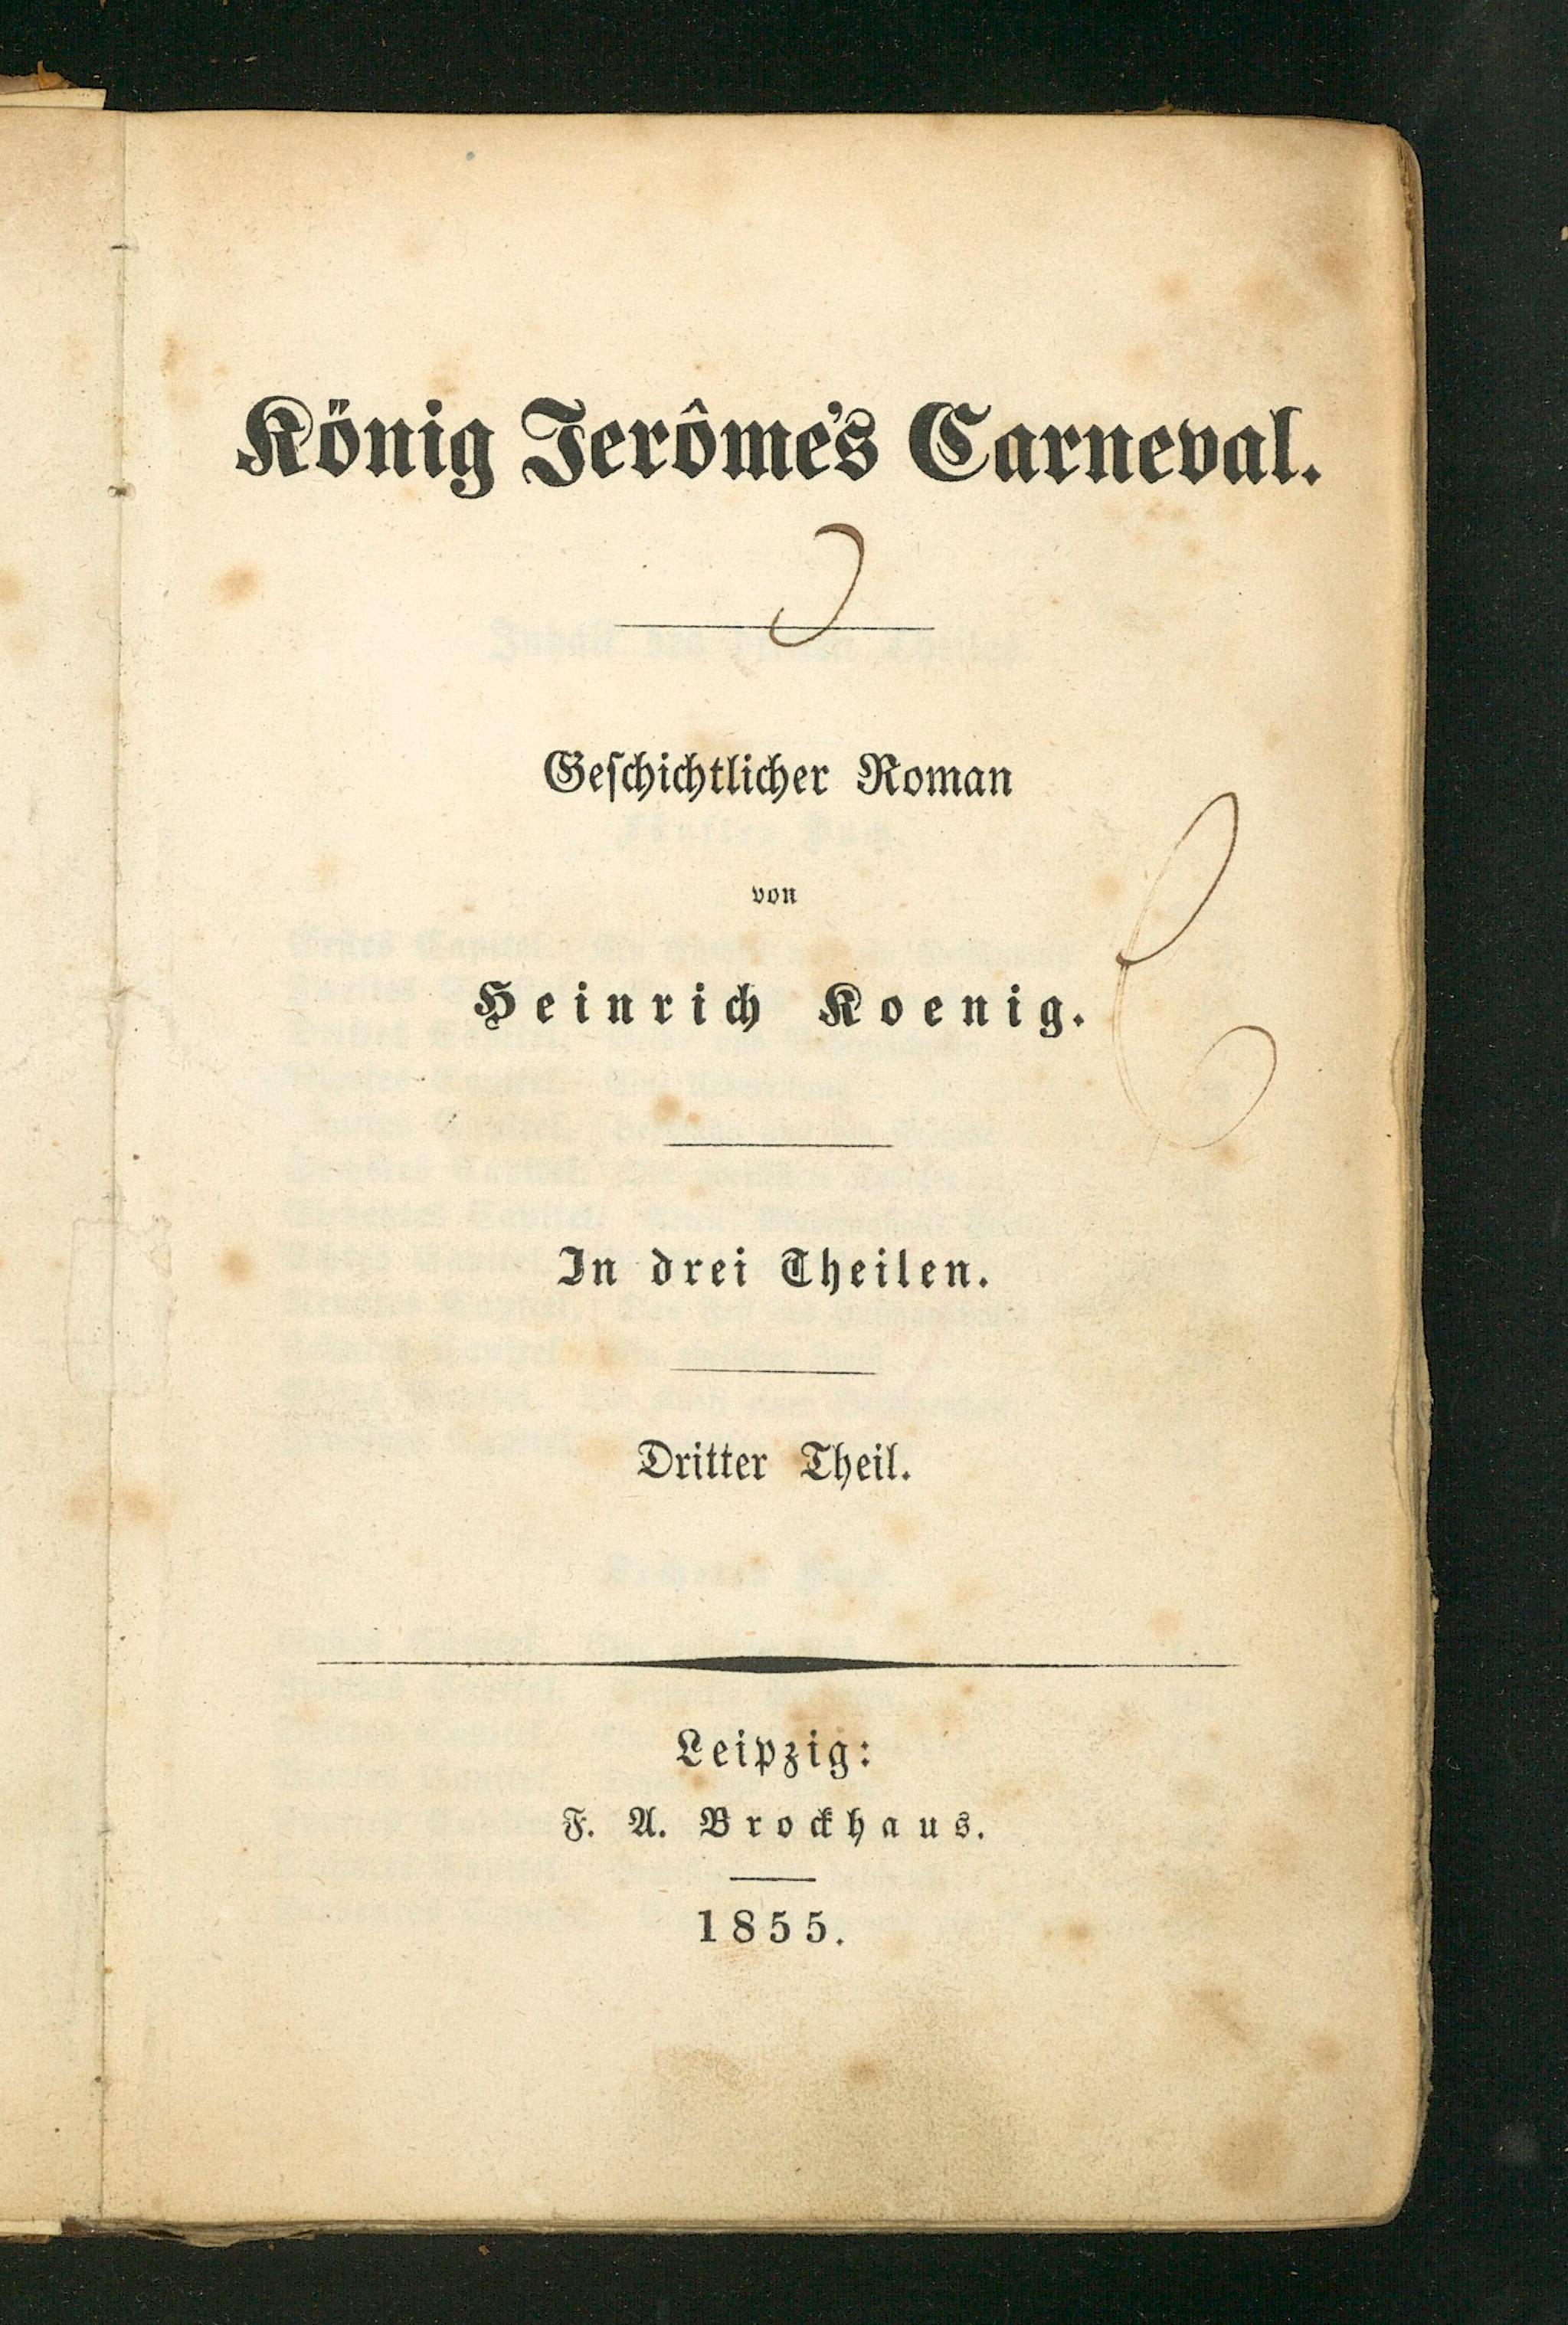 König Jerôme's Carneval.
Geſchichtlicher Roman
von
Heinrich Koenig.
In drei Theilen.
Dritter Theil.
Leipzig:
F. A. Brockhaus.
1855.